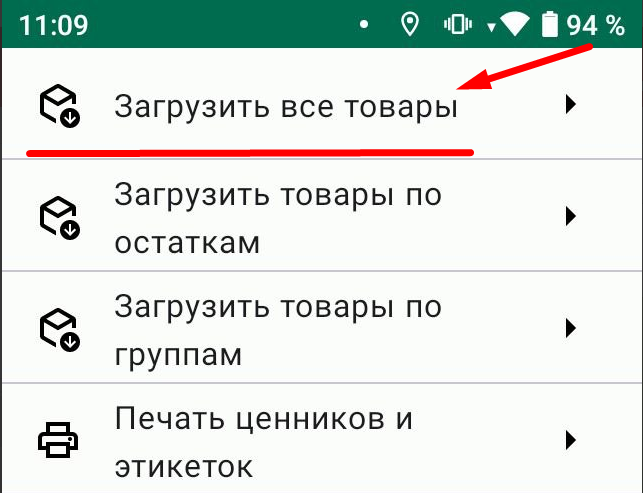 11:09
94 %
Загрузить все товары
Загрузить товары по
остаткам
Загрузить товары по
группам
Печать ценников и
этикеток